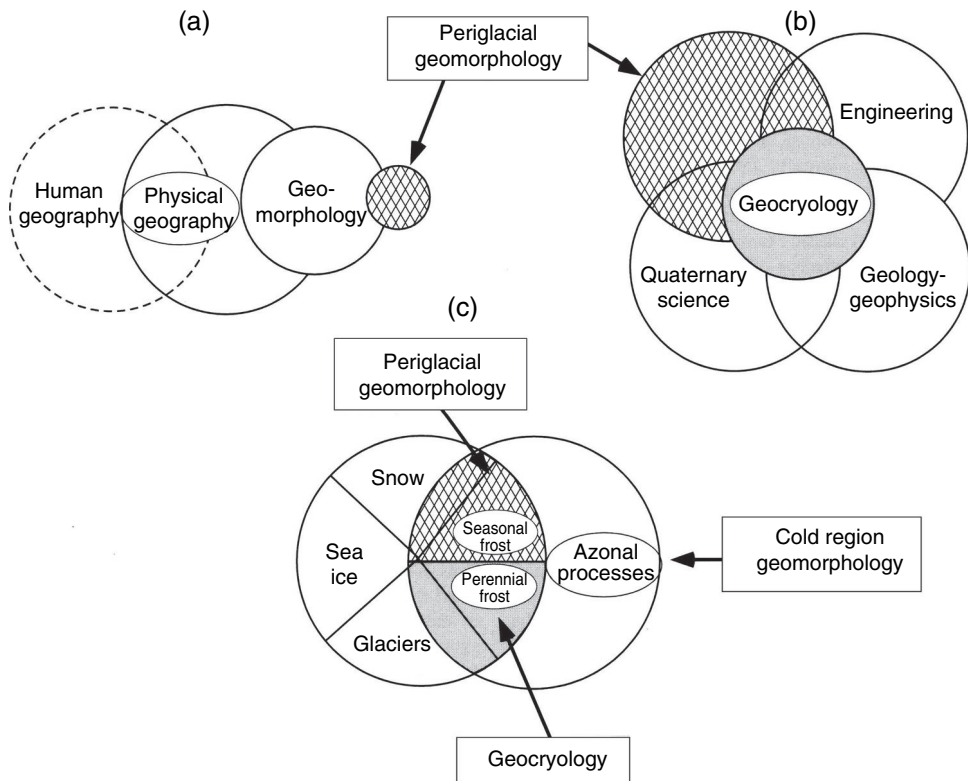 (a)
Periglacial
geomorphology
(b)
Human
geography
Physical
geography
Geo-
morphology
Engineering
Geocryology
Quaternary
science
Geology-
geophysics
(c)
Periglacial
geomorphology
Snow
Sea
ice
Glaciers
Seasonal
frost
Perennial
frost
Azonal
processes
Cold region
geomorphology
Geocryology